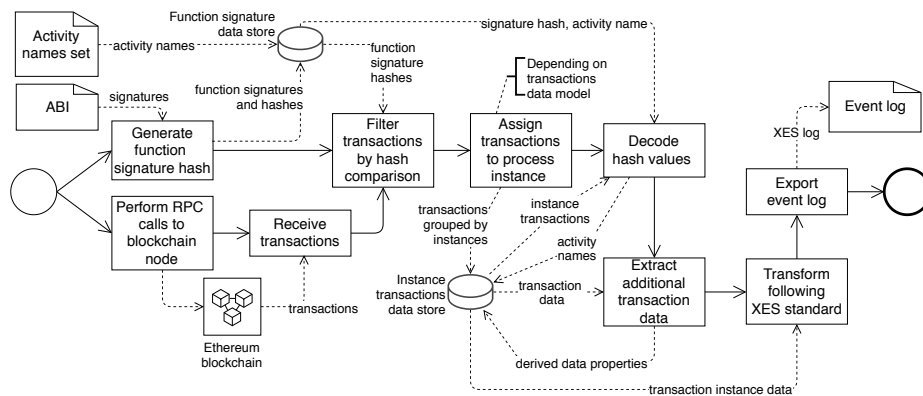 Activity
names set
activity names
Function signature
data store
signature hash, activity name
function
signature
hashes
Depending on
transactions
data model
ABI
signatures
function signatures
and hashes
Event log
XES log
Generate
function
signature hash
Filter
transactions
by hash
comparison
Assign
transactions
to process
instance
Decode
hash values
Export
event log
Perform RPC
calls to
blockchain
node
Receive
transactions
transactions
grouped by
instances
instance
transactions
activity
names
Instance
transactions
data store
transaction
data
Extract
additional
transaction
data
Transform
following
XES standard
transactions
Ethereum
blockchain
derived data properties
transaction instance data